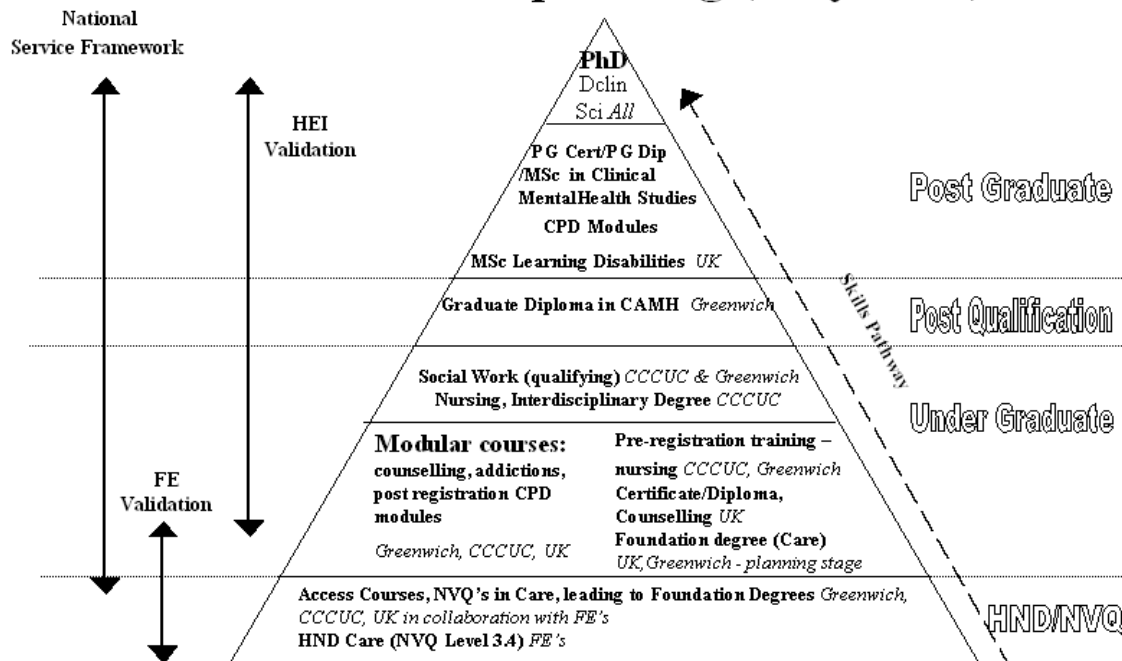 National
Service Framework
HEI
Validation
FE
Validation
PhD
Dclin
Sci All
PG Cert/PG Dip
/MSc in Clinical
MentalHealth Studies
CPD Modules
MSc Learning Disabilities UK
Graduate Diploma in CAMH Greenwich
Social Work (qualifying) CCCUC & Greenwich
Nursing, Interdisciplinary Degree CCCUC
Modular courses:
counselling, addictions,
post registration CPD
modules
Greenwich, CCCUC, UK
Pre-registration training –
nursing CCCUC, Greenwich
Certificate/Diploma,
Counselling UK
Foundation degree (Care)
UK,Greenwich - planning stage
Access Courses, NVQ's in Care, leading to Foundation Degrees Greenwich,
CCCUC, UK in collaboration with FE's
HND Care (NVQ Level 3.4) FE's
Skills Pathway
Post Graduate
Post Qualification
Under Graduate
HND/NVQ